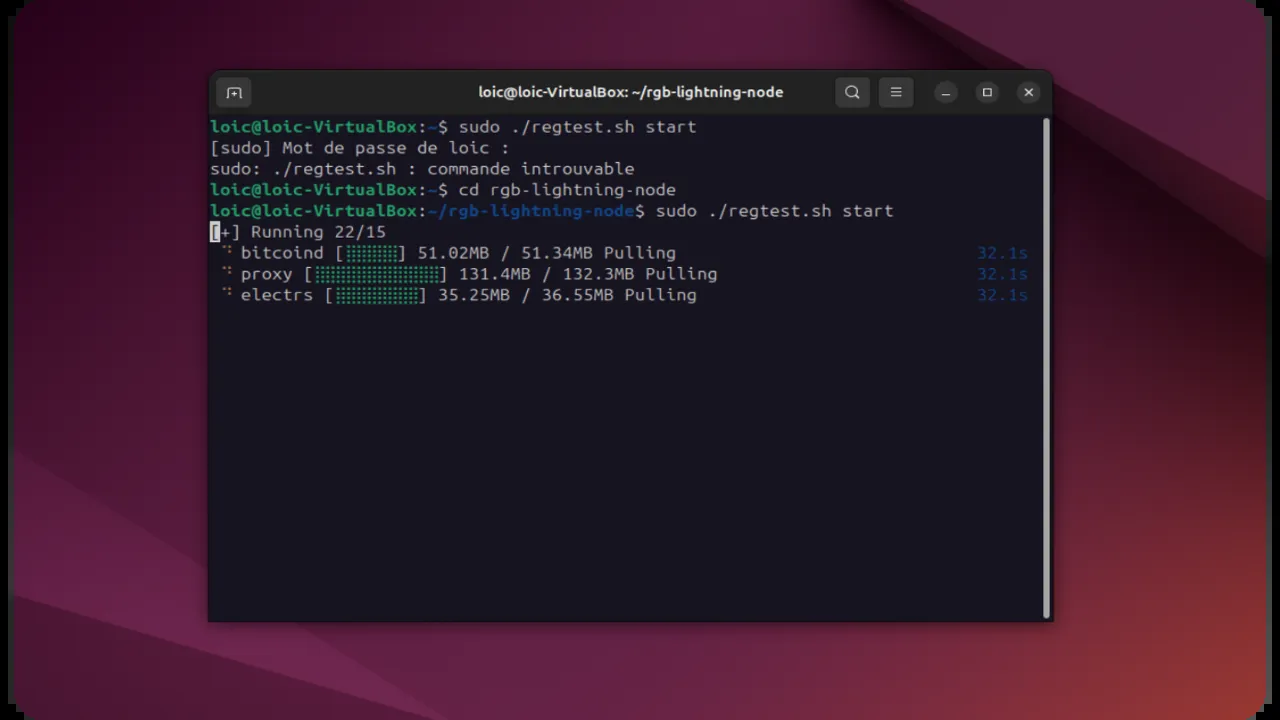 loic@loic-VirtualBox: ~/rgb-lightning-node
loic@loic-VirtualBox:~$ sudo ./regtest.sh start
[sudo] Mot de passe de loic :
sudo: ./regtest.sh : commande introuvable
loic@loic-VirtualBox:~$ cd rgb-lightning-node
loic@loic-VirtualBox:~/rgb-lightning-node$ sudo ./regtest.sh start
[+] Running 22/15
bitcoind [⣿⣿⣿⣿⣿] 51.02MB / 51.34MB Pulling 32.1s
proxy [⣿⣿⣿⣿⣿⣿⣿⣿⣿⣿⣿⣿] 131.4MB / 132.3MB Pulling 32.1s
electrs [⣿⣿⣿⣿⣿⣿⣿⣿] 35.25MB / 36.55MB Pulling 32.1s